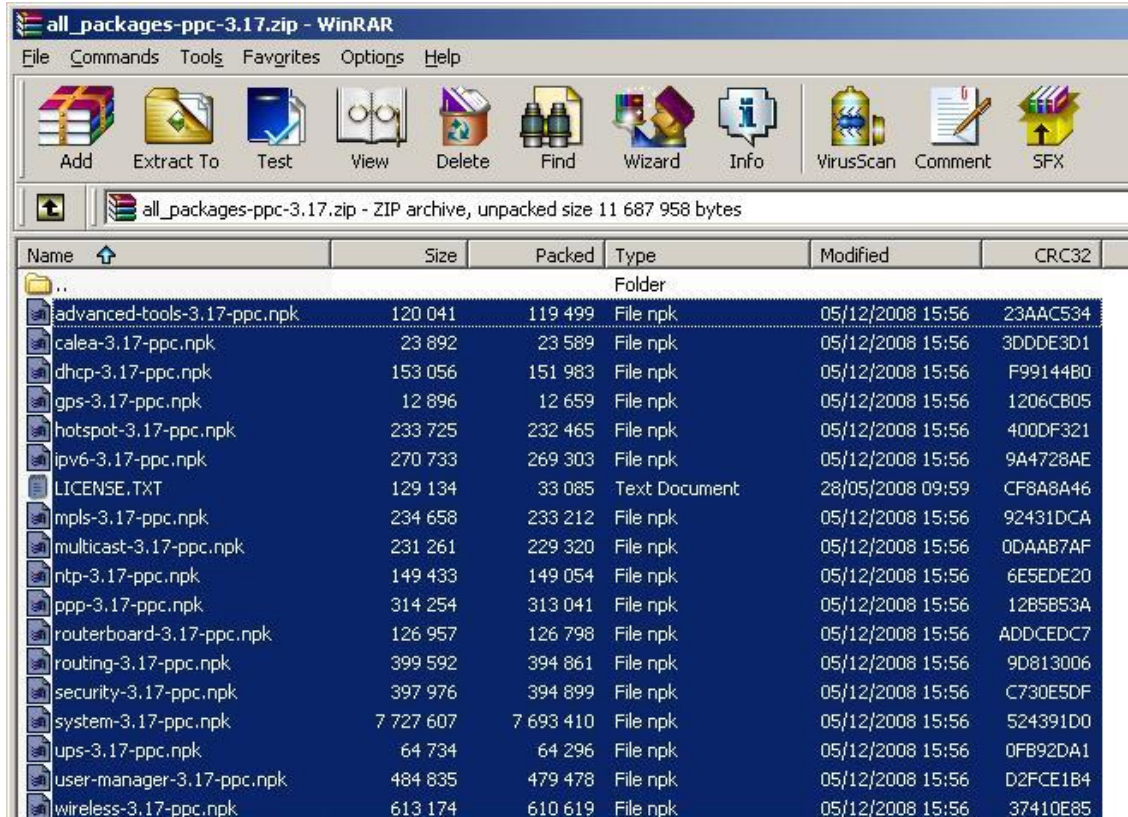 all_packages-ppc-3.17.zip - WinRAR
File Commands Tools Favorites Options Help
Add Extract To Test View Delete Find Wizard Info VirusScan Comment SFX
all_packages-ppc-3.17.zip - ZIP archive, unpacked size 11 687 958 bytes
Name Size Packed Type Modified CRC32
.. Folder
advanced-tools-3.17-ppc.npk 120 041 119 499 File npk 05/12/2008 15:56 23AAC534
calea-3.17-ppc.npk 23 892 23 589 File npk 05/12/2008 15:56 3DDDE3D1
dhcp-3.17-ppc.npk 153 056 151 983 File npk 05/12/2008 15:56 F99144B0
gps-3.17-ppc.npk 12 896 12 659 File npk 05/12/2008 15:56 1206CB05
hotspot-3.17-ppc.npk 233 725 232 465 File npk 05/12/2008 15:56 400DF321
ipv6-3.17-ppc.npk 270 733 269 303 File npk 05/12/2008 15:56 9A4728AE
LICENSE.TXT 129 134 33 085 Text Document 28/05/2008 09:59 CF8A8A46
mpls-3.17-ppc.npk 234 658 233 212 File npk 05/12/2008 15:56 92431DCA
multicast-3.17-ppc.npk 231 261 229 320 File npk 05/12/2008 15:56 0DAAB7AF
ntp-3.17-ppc.npk 149 433 149 054 File npk 05/12/2008 15:56 6E5EDE20
ppp-3.17-ppc.npk 314 254 313 041 File npk 05/12/2008 15:56 12B5B53A
routerboard-3.17-ppc.npk 126 957 126 798 File npk 05/12/2008 15:56 ADDCEDC7
routing-3.17-ppc.npk 399 592 394 861 File npk 05/12/2008 15:56 9D813006
security-3.17-ppc.npk 397 976 394 899 File npk 05/12/2008 15:56 C730E5DF
system-3.17-ppc.npk 7 727 607 7 693 410 File npk 05/12/2008 15:56 524391D0
ups-3.17-ppc.npk 64 734 64 296 File npk 05/12/2008 15:56 0FB92DA1
user-manager-3.17-ppc.npk 484 835 479 478 File npk 05/12/2008 15:56 D2FCE1B4
wireless-3.17-ppc.npk 613 174 610 619 File npk 05/12/2008 15:56 37410E85